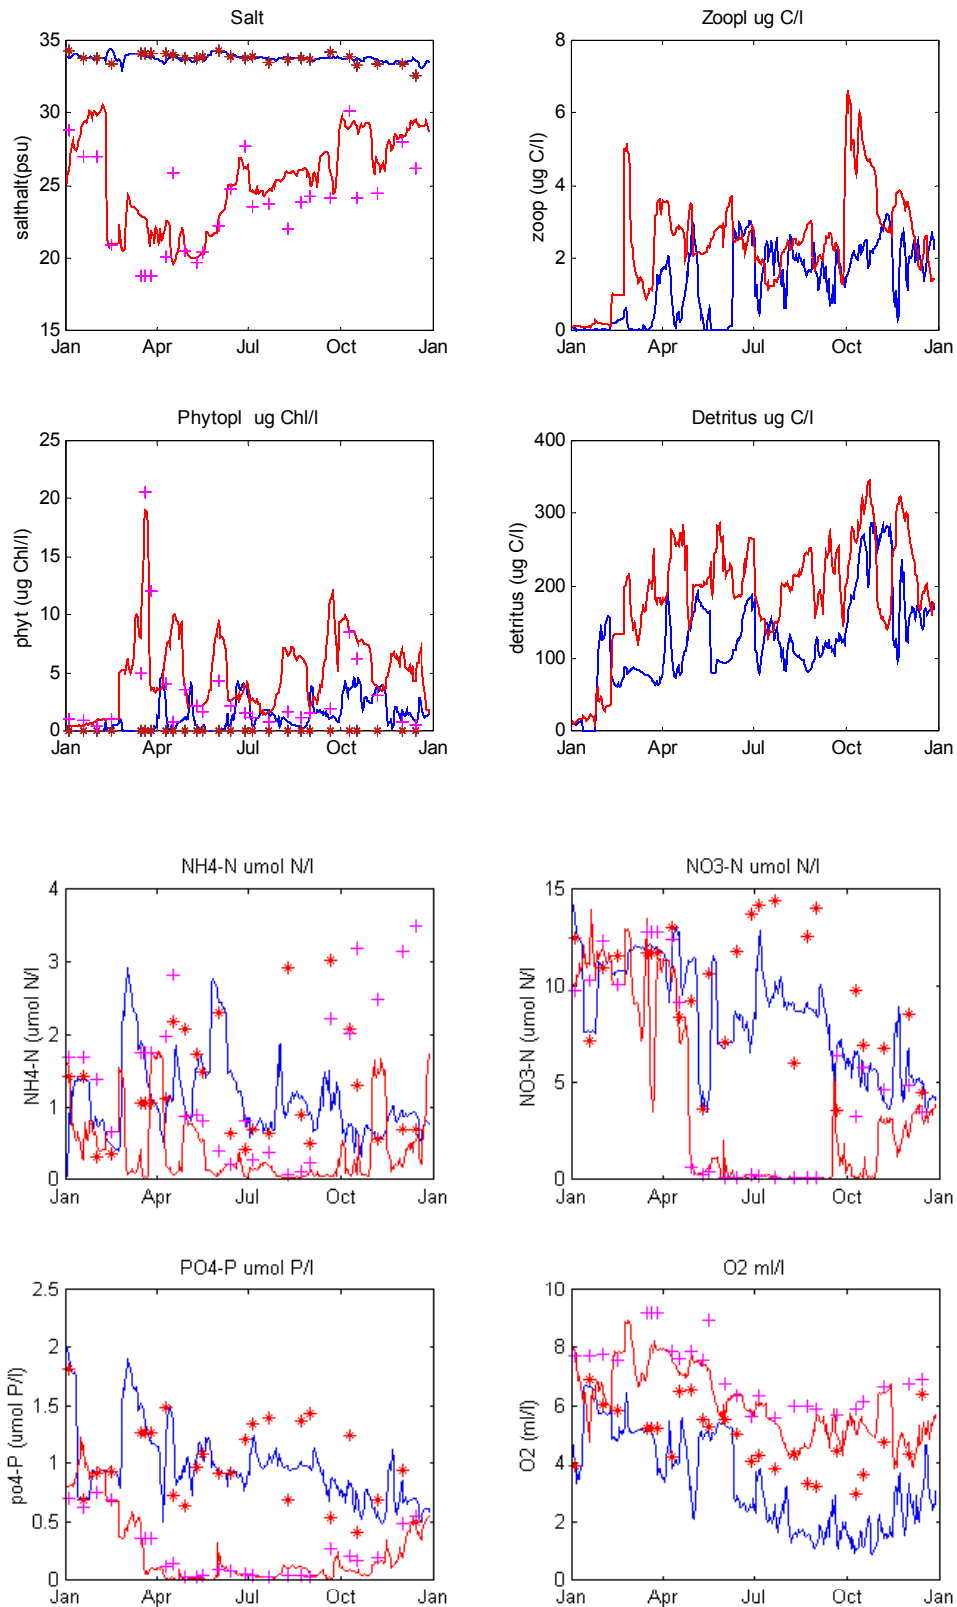 Salt
Zoopl ug C/l
35
30
25
20
15
salthalt(psu)
Jan Apr Jul Oct Jan
8
6
4
2
0
zoop (ug C/l)
Jan Apr Jul Oct Jan
Phytopl ug Chl/l
Detritus ug C/l
25
20
15
10
5
0
phyt (ug Chl/l)
Jan Apr Jul Oct Jan
400
300
200
100
0
detritus (ug C/l)
Jan Apr Jul Oct Jan
NH4-N umol N/l
NO3-N umol N/l
4
3
2
1
0
NH4-N (umol N/l)
Jan Apr Jul Oct Jan
15
10
5
0
NO3-N (umol N/l)
Jan Apr Jul Oct Jan
PO4-P umol P/l
O2 ml/l
2.5
2
1.5
1
0.5
0
po4-P (umol P/l)
Jan Apr Jul Oct Jan
10
8
6
4
2
0
O2 (ml/l)
Jan Apr Jul Oct Jan